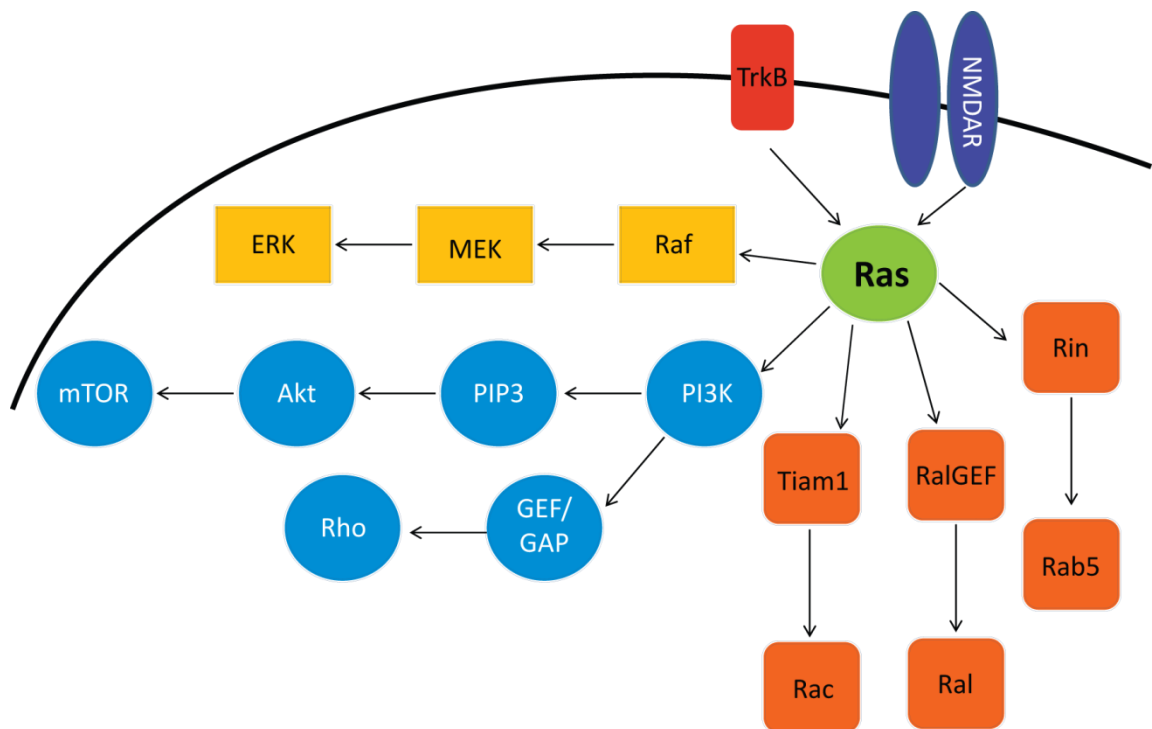 TrkB
NMDAR
ERK
MEK
Raf
Ras
Rin
mTOR
Akt
PIP3
PI3K
Tiam1
RalGEF
Rho
GEF/
GAP
Rab5
Rac
Ral